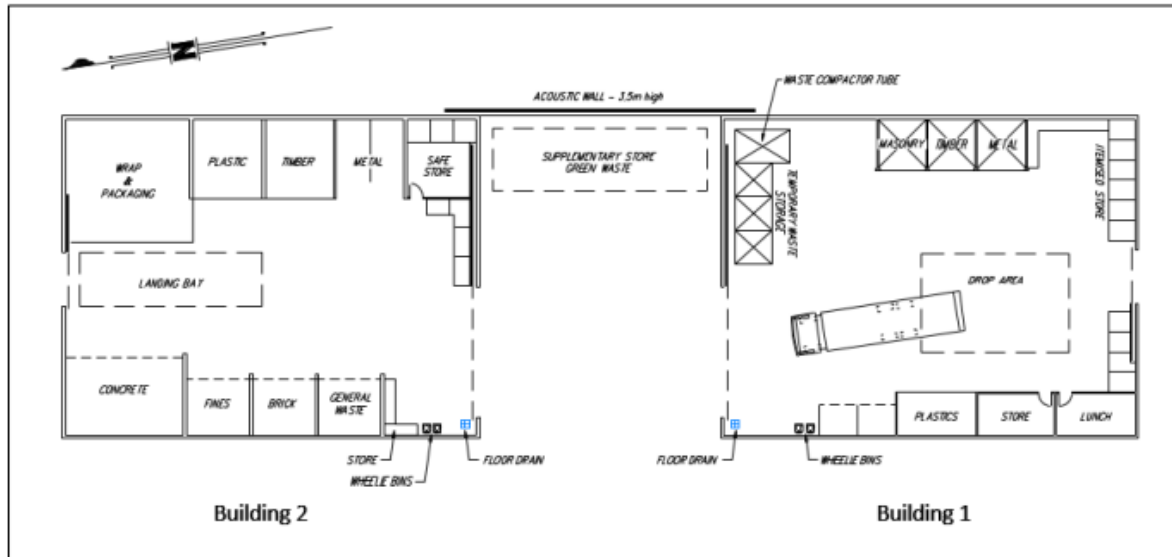 N
WASTE COMPACTOR TUBE
ACOUSTIC WALL - 3.5m high
WRAP
&
PACKAGING
PLASTIC
TIMBER
METAL
SAFE
STORE
SUPPLEMENTARY STORE
GREEN WASTE
TEMPORARY WASTE
STORAGE
MASONRY
TIMBER
METAL
ITEMISED STORE
LANDING BAY
DROP AREA
CONCRETE
FINES
BRICK
GENERAL
WASTE
PLASTICS
STORE
LUNCH
STORE
WHEELIE BINS
FLOOR DRAIN
FLOOR DRAIN
WHEELIE BINS
Building 2
Building 1